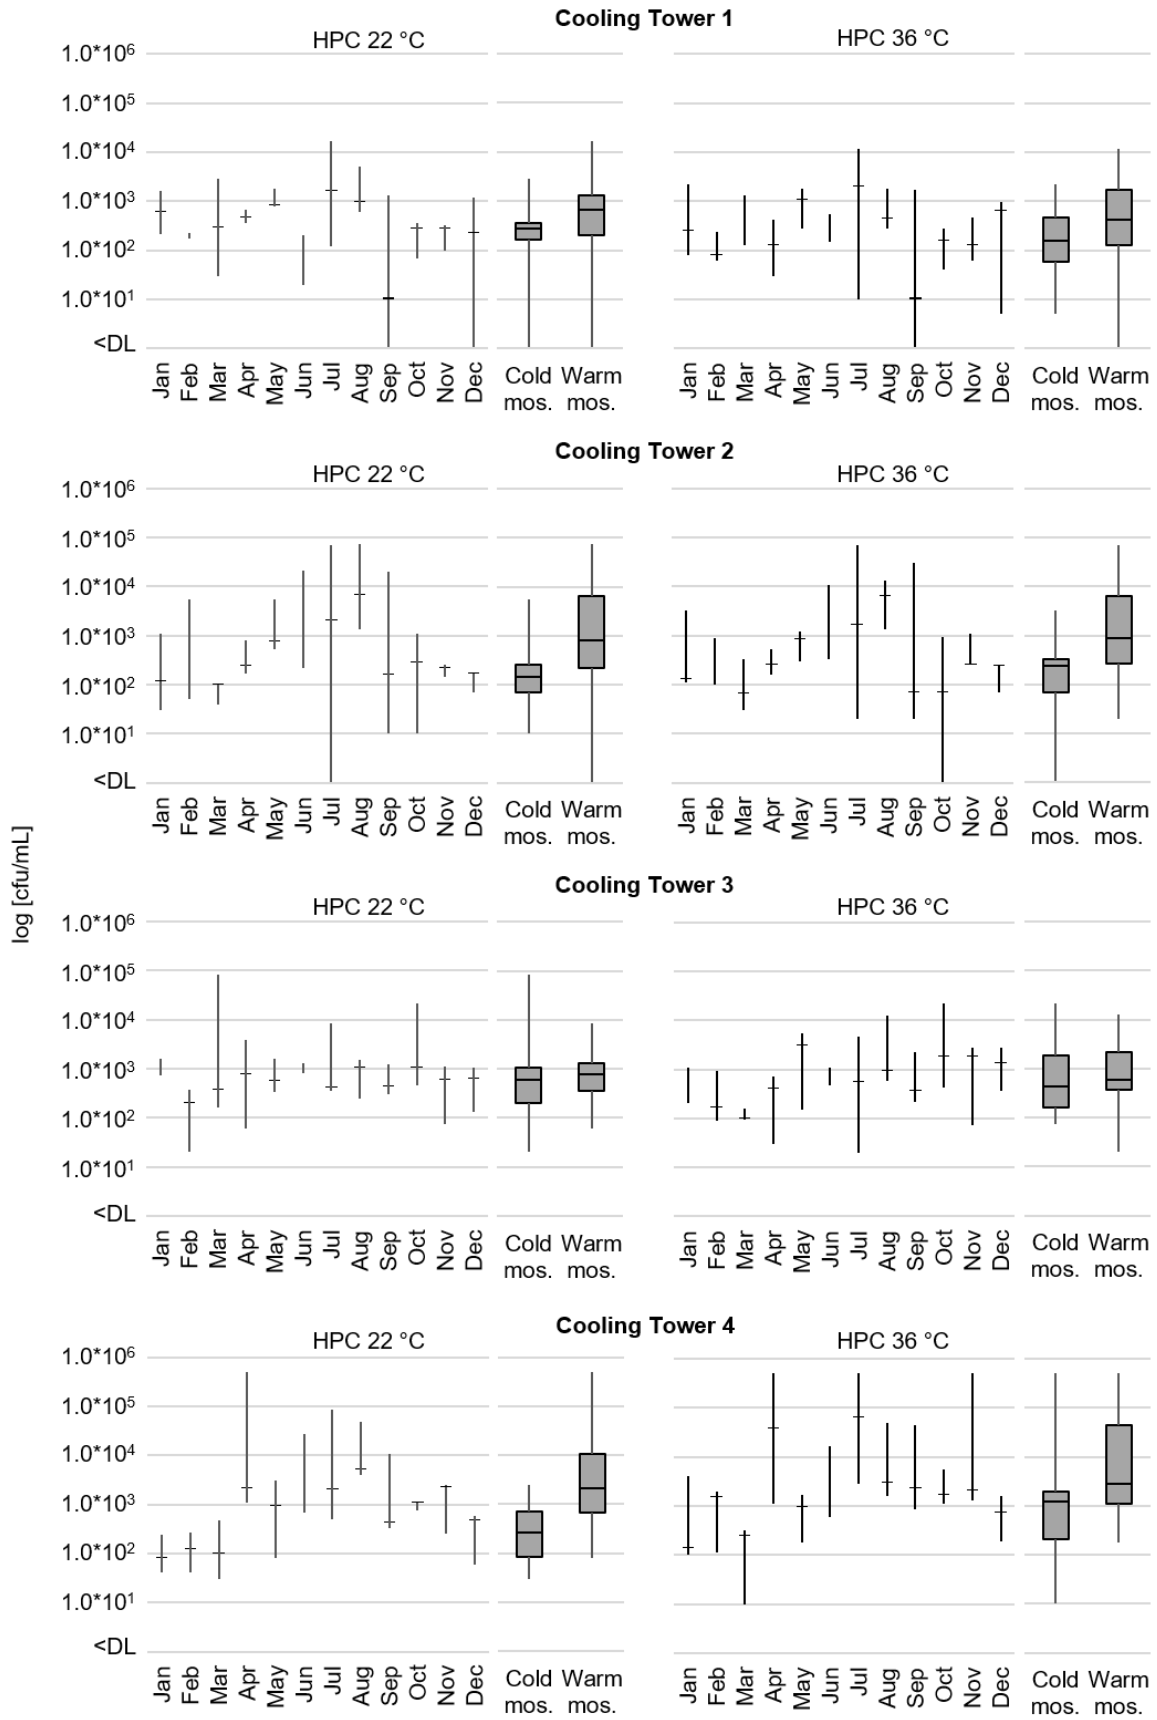 Cooling Tower 1
HPC 22 °C
HPC 36 °C
1.0*10⁶
1.0*10⁵
1.0*10⁴
1.0*10³
1.0*10²
1.0*10¹
<DL
Jan Feb Mar Apr May Jun Jul Aug Sep Oct Nov Dec
Cold mos.
Warm mos.
Jan Feb Mar Apr May Jun Jul Aug Sep Oct Nov Dec
Cold mos.
Warm mos.
Cooling Tower 2
HPC 22 °C
HPC 36 °C
1.0*10⁶
1.0*10⁵
1.0*10⁴
1.0*10³
1.0*10²
1.0*10¹
<DL
Jan Feb Mar Apr May Jun Jul Aug Sep Oct Nov Dec
Cold mos.
Warm mos.
Jan Feb Mar Apr May Jun Jul Aug Sep Oct Nov Dec
Cold mos.
Warm mos.
log [cfu/mL]
Cooling Tower 3
HPC 22 °C
HPC 36 °C
1.0*10⁶
1.0*10⁵
1.0*10⁴
1.0*10³
1.0*10²
1.0*10¹
<DL
Jan Feb Mar Apr May Jun Jul Aug Sep Oct Nov Dec
Cold mos.
Warm mos.
Jan Feb Mar Apr May Jun Jul Aug Sep Oct Nov Dec
Cold mos.
Warm mos.
Cooling Tower 4
HPC 22 °C
HPC 36 °C
1.0*10⁶
1.0*10⁵
1.0*10⁴
1.0*10³
1.0*10²
1.0*10¹
<DL
Jan Feb Mar Apr May Jun Jul Aug Sep Oct Nov Dec
Cold mos.
Warm mos.
Jan Feb Mar Apr May Jun Jul Aug Sep Oct Nov Dec
Cold mos.
Warm mos.